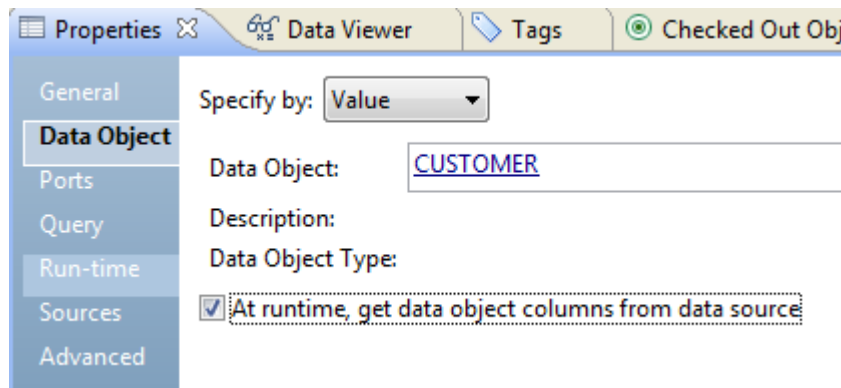 Properties Data Viewer Tags Checked Out Obj
General
Specify by: Value
Data Object
Data Object: CUSTOMER
Ports
Description:
Query
Data Object Type:
Run-time
At runtime, get data object columns from data source
Sources
Advanced